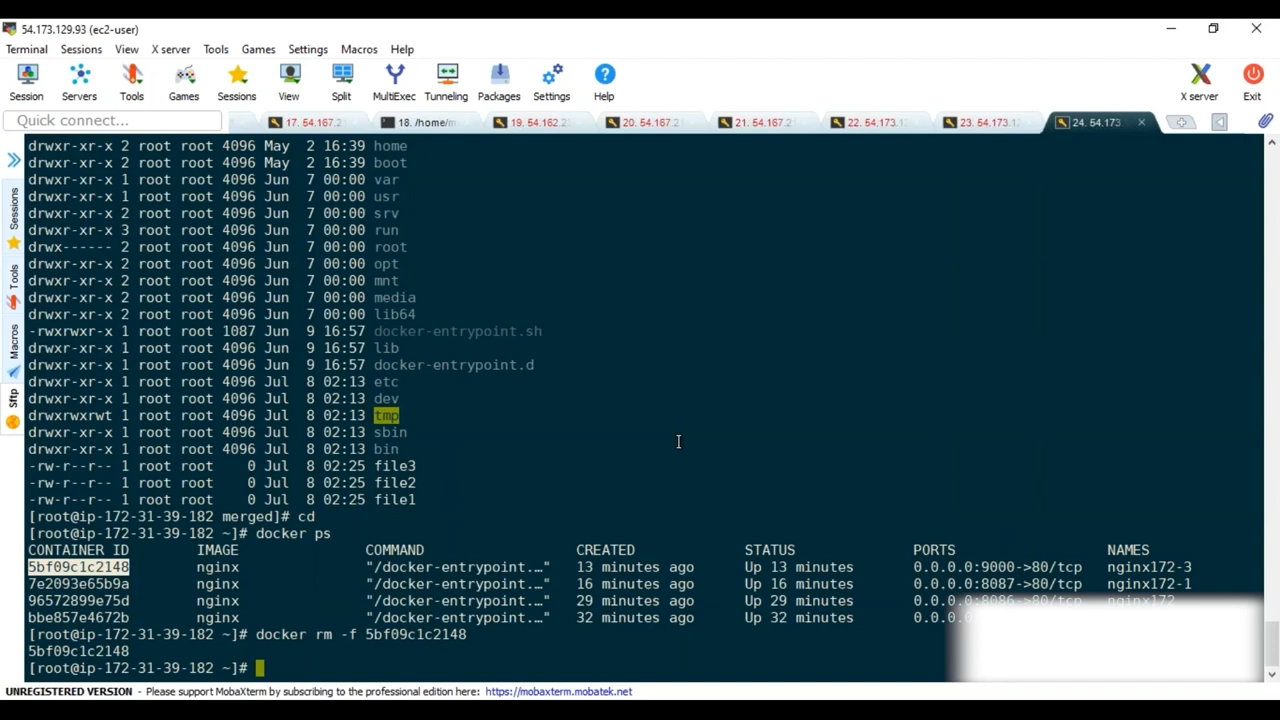 54.173.129.93 (ec2-user)
Terminal Sessions View X server Tools Games Settings Macros Help
Session Servers Tools Games Sessions View Split MultiExec Tunneling Packages Settings Help X server Exit
Quick connect... 17. 54.167.2 18. /home/m 19. 54.162.2 20. 54.167. 21. 54.167.2 22. 54.173.1 23. 54.173.1 24. 54.173.
Sessions
Tools
Macros
Sftp
drwxr-xr-x 2 root root 4096 May  2 16:39 home
drwxr-xr-x 2 root root 4096 May  2 16:39 boot
drwxr-xr-x 1 root root 4096 Jun  7 00:00 var
drwxr-xr-x 1 root root 4096 Jun  7 00:00 usr
drwxr-xr-x 2 root root 4096 Jun  7 00:00 srv
drwxr-xr-x 3 root root 4096 Jun  7 00:00 run
drwx------ 2 root root 4096 Jun  7 00:00 root
drwxr-xr-x 2 root root 4096 Jun  7 00:00 opt
drwxr-xr-x 2 root root 4096 Jun  7 00:00 mnt
drwxr-xr-x 2 root root 4096 Jun  7 00:00 media
drwxr-xr-x 2 root root 4096 Jun  7 00:00 lib64
-rwxrwxr-x 1 root root 1087 Jun  9 16:57 docker-entrypoint.sh
drwxr-xr-x 1 root root 4096 Jun  9 16:57 lib
drwxr-xr-x 1 root root 4096 Jun  9 16:57 docker-entrypoint.d
drwxr-xr-x 1 root root 4096 Jul  8 02:13 etc
drwxr-xr-x 1 root root 4096 Jul  8 02:13 dev
drwxrwxrwt 1 root root 4096 Jul  8 02:13 tmp
drwxr-xr-x 1 root root 4096 Jul  8 02:13 sbin
drwxr-xr-x 1 root root 4096 Jul  8 02:13 bin
-rw-r--r-- 1 root root    0 Jul  8 02:25 file3
-rw-r--r-- 1 root root    0 Jul  8 02:25 file2
-rw-r--r-- 1 root root    0 Jul  8 02:25 file1
[root@ip-172-31-39-182 merged]# cd
[root@ip-172-31-39-182 ~]# docker ps
CONTAINER ID IMAGE COMMAND CREATED STATUS PORTS NAMES
5bf09c1c2148 nginx "/docker-entrypoint.…" 13 minutes ago Up 13 minutes 0.0.0.0:9000->80/tcp nginx172-3
7e2093e65b9a nginx "/docker-entrypoint.…" 16 minutes ago Up 16 minutes 0.0.0.0:8087->80/tcp nginx172-1
96572899e75d nginx "/docker-entrypoint.…" 29 minutes ago Up 29 minutes 0.0.0.0:8086->80/tcp nginx172
bbe857e4672b nginx "/docker-entrypoint.…" 32 minutes ago Up 32 minutes 0.0.0.
[root@ip-172-31-39-182 ~]# docker rm -f 5bf09c1c2148
5bf09c1c2148
[root@ip-172-31-39-182 ~]#
UNREGISTERED VERSION - Please support MobaXterm by subscribing to the professional edition here: https://mobaxterm.mobatek.net